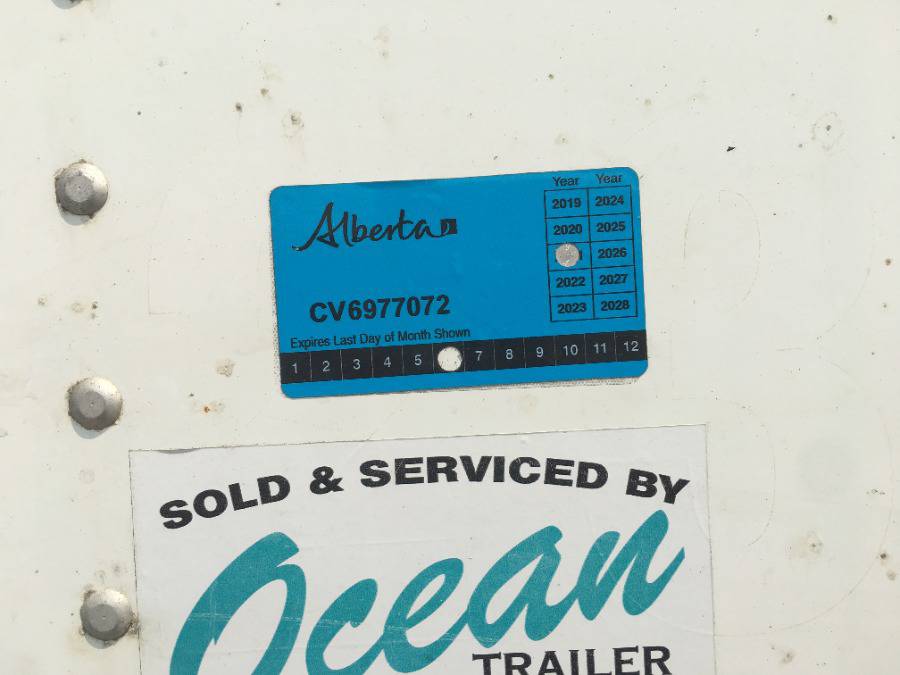 Alberta
Year Year
2019 2024
2020 2025
2026
2022 2027
2023 2028
CV6977072
Expires Last Day of Month Shown
1 2 3 4 5 7 8 9 10 11 12
SOLD & SERVICED BY
Ocean
TRAILER